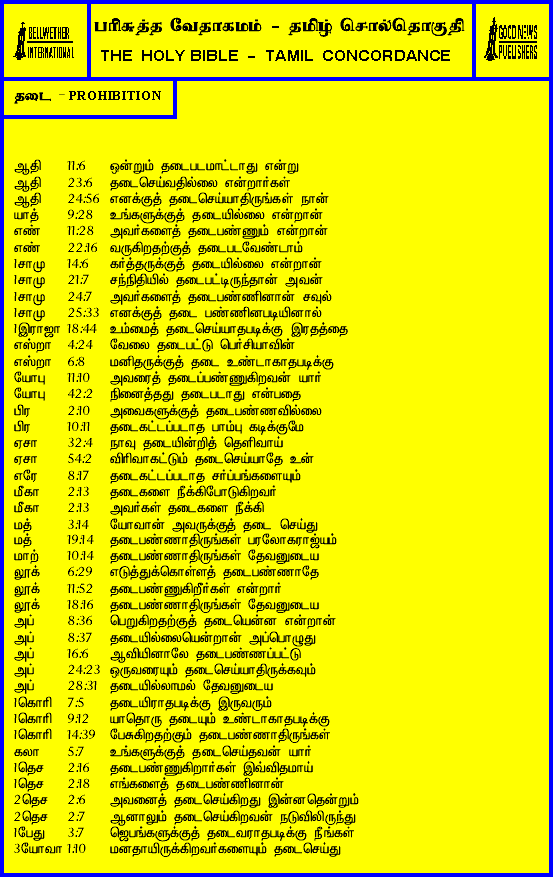 BELLWETHER
INTERNATIONAL
பரிசுத்த வேதாகமம் - தமிழ் சொல்தொகுதி
THE HOLY BIBLE - TAMIL CONCORDANCE
GOOD NEWS
PUBLISHERS
தடை - PROHIBITION
ஆதி 11:6 ஒன்றும் தடைபடமாட்டாது என்று
ஆதி 23:6 தடைசெய்வதில்லை என்றார்கள்
ஆதி 24:56 எனக்குத் தடைசெய்யாதிருங்கள் நான்
யாத் 9:28 உங்களுக்குத் தடையில்லை என்றான்
எண் 11:28 அவர்களைத் தடைபண்ணும் என்றான்
எண் 22:16 வருகிறதற்குத் தடைபடவேண்டாம்
1சாமு 14:6 கர்த்தருக்குத் தடையில்லை என்றான்
1சாமு 21:7 சந்நிதியில் தடைபட்டிருந்தான் அவன்
1சாமு 24:7 அவர்களைத் தடைபண்ணினான் சவுல்
1சாமு 25:33 எனக்குத் தடை பண்ணினபடியினால்
1இராஜா 18:44 உம்மைத் தடைசெய்யாதபடிக்கு இரதத்தை
எஸ்றா 4:24 வேலை தடைபட்டு பெர்சியாவின்
எஸ்றா 6:8 மனிதருக்குத் தடை உண்டாகாதபடிக்கு
யோபு 11:10 அவரைத் தடைப்பண்ணுகிறவன் யார்
யோபு 42:2 நினைத்தது தடைபடாது என்பதை
பிர 2:10 அவைகளுக்குத் தடைபண்ணவில்லை
பிர 10:11 தடைகட்டப்படாத பாம்பு கடிக்குமே
ஏசா 32:4 நாவு தடையின்றித் தெளிவாய்
ஏசா 54:2 விரிவாகட்டும் தடைசெய்யாதே உன்
எரே 8:17 தடைகட்டப்படாத சர்ப்பங்களையும்
மீகா 2:13 தடைகளை நீக்கிபோடுகிறவர்
மீகா 2:13 அவர்கள் தடைகளை நீக்கி
மத் 3:14 யோவான் அவருக்குத் தடை செய்து
மத் 19:14 தடைபண்ணாதிருங்கள் பரலோகராஜ்யம்
மாற் 10:14 தடைபண்ணாதிருங்கள் தேவனுடைய
லூக் 6:29 எடுத்துக்கொள்ளத் தடைபண்ணாதே
லூக் 11:52 தடைபண்ணுகிறீர்கள் என்றார்
லூக் 18:16 தடைபண்ணாதிருங்கள் தேவனுடைய
அப் 8:36 பெறுகிறதற்குத் தடையென்ன என்றான்
அப் 8:37 தடையில்லையென்றான் அப்பொழுது
அப் 16:6 ஆவியினாலே தடைபண்ணப்பட்டு
அப் 24:23 ஒருவரையும் தடைசெய்யாதிருக்கவும்
அப் 28:31 தடையில்லாமல் தேவனுடைய
1கொரி 7:5 தடையிராதபடிக்கு இருவரும்
1கொரி 9:12 யாதொரு தடையும் உண்டாகாதபடிக்கு
1கொரி 14:39 பேசுகிறதற்கும் தடைபண்ணாதிருங்கள்
கலா 5:7 உங்களுக்குத் தடைசெய்தவன் யார்
1தெச 2:16 தடைபண்ணுகிறார்கள் இவ்விதமாய்
1தெச 2:18 எங்களைத் தடைபண்ணினான்
2தெச 2:6 அவனைத் தடைசெய்கிறது இன்னதென்றும்
2தெச 2:7 ஆனாலும் தடைசெய்கிறவன் நடுவிலிருந்து
1பேது 3:7 ஜெபங்களுக்குத் தடைவராதபடிக்கு நீங்கள்
3யோவா 1:10 மனதாயிருக்கிறவர்களையும் தடைசெய்து